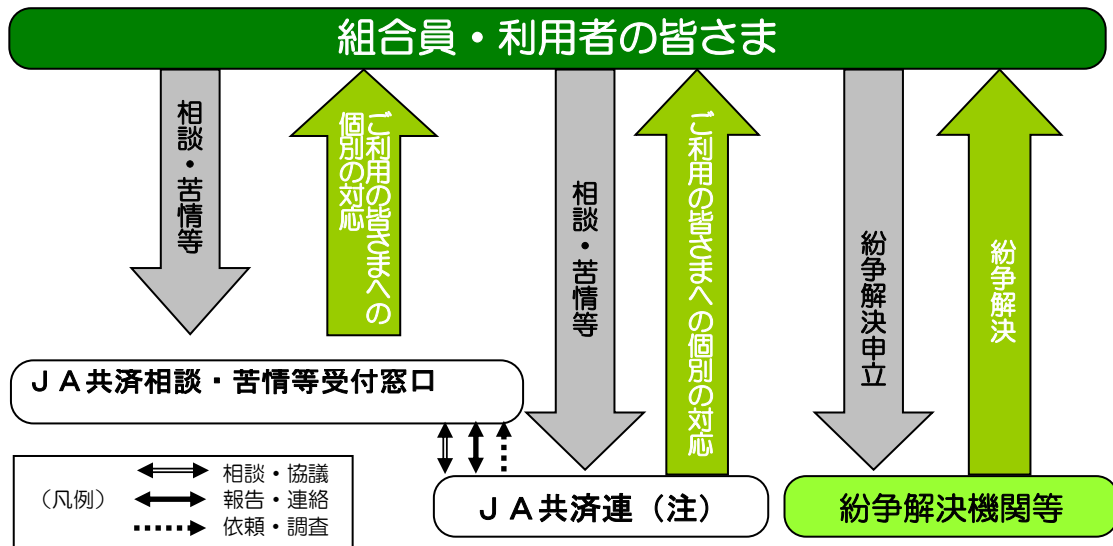 組合員・利用者の皆さま
相談・苦情等
ご利用の皆さまへの
個別の対応
相談・苦情等
ご利用の皆さまへの個別の対応
紛争解決申立
紛争解決
ＪＡ共済相談・苦情等受付窓口
ＪＡ共済連（注）
紛争解決機関等
（凡例）
相談・協議
報告・連絡
依頼・調査